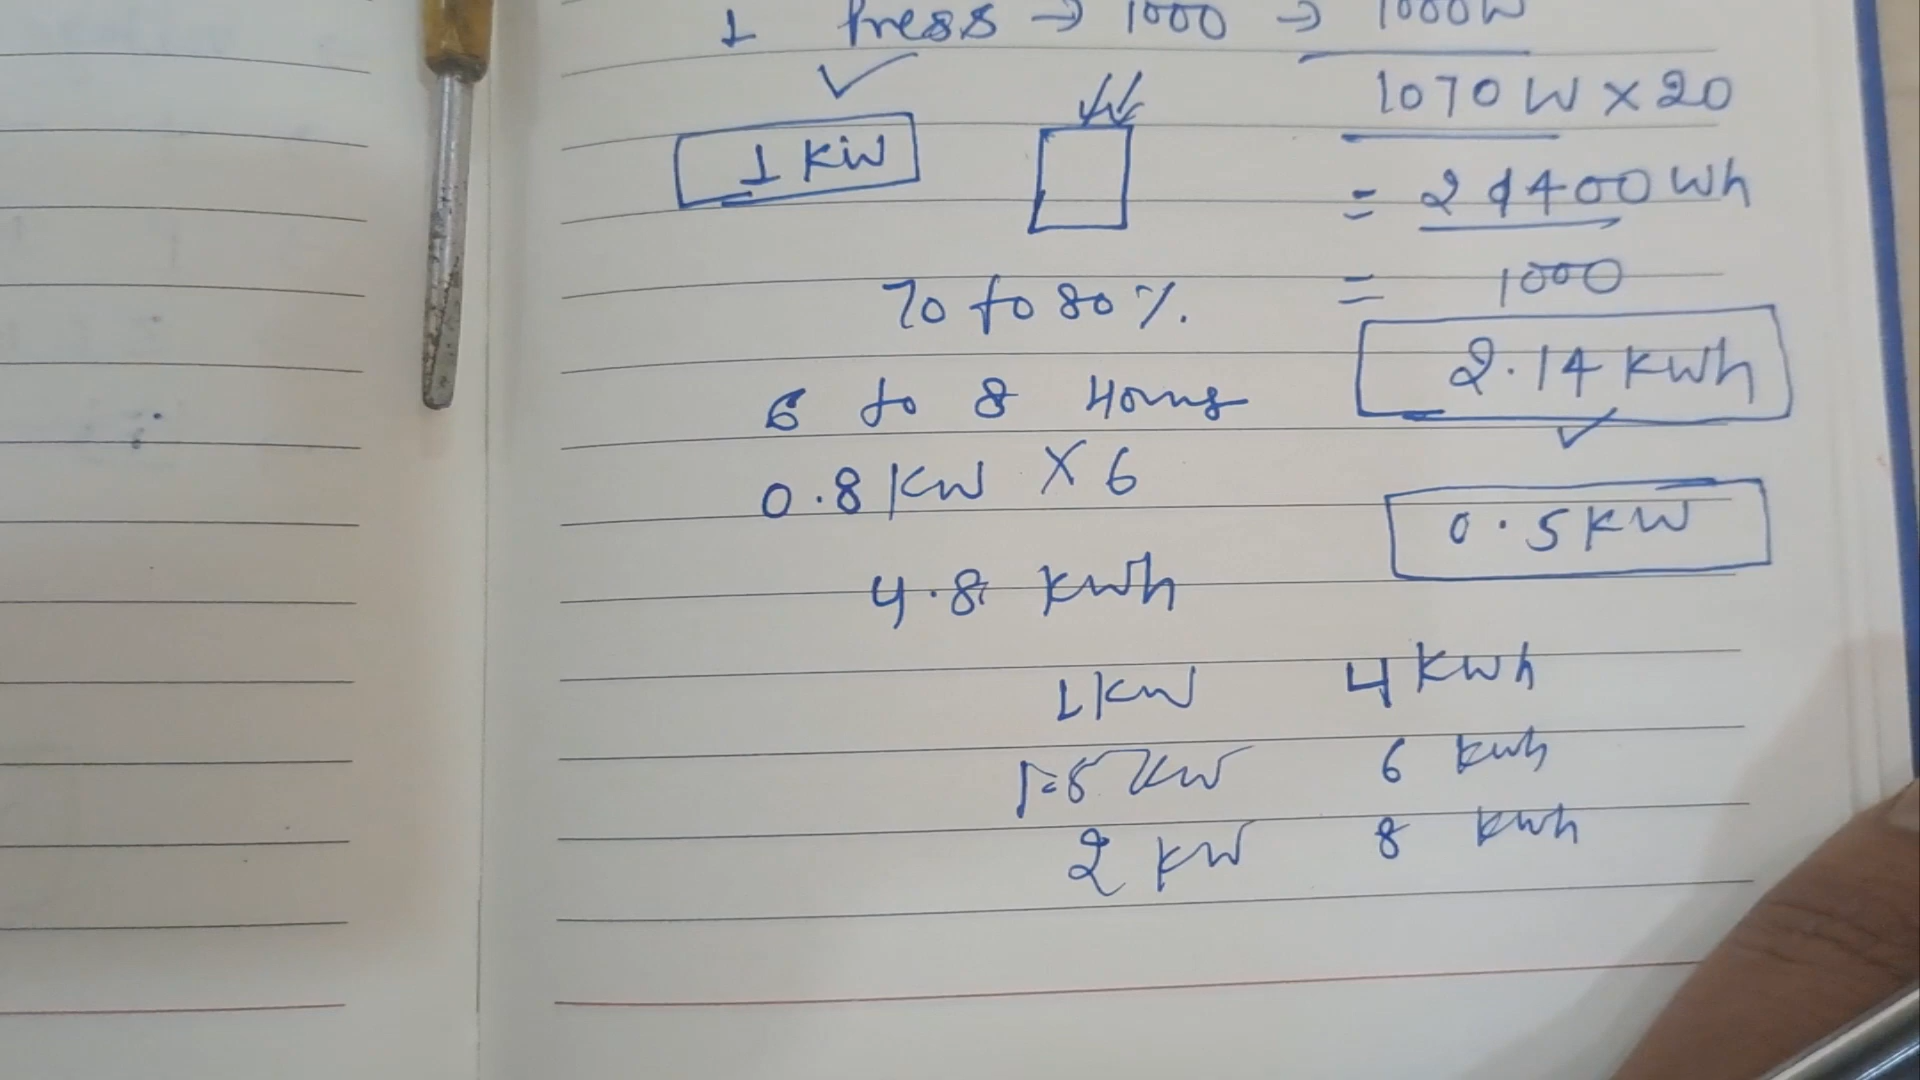 1 Press → 1000 → 1000W
1070 W × 20
1 KW
= 21400 Wh
= 1000
70 to 80 %.
2.14 KWh
6 to 8 Hours
0.8 KW × 6
0.5 KW
4.8 KWh
1 KW 4 KWh
1.5 KW 6 KWh
2 KW 8 KWh